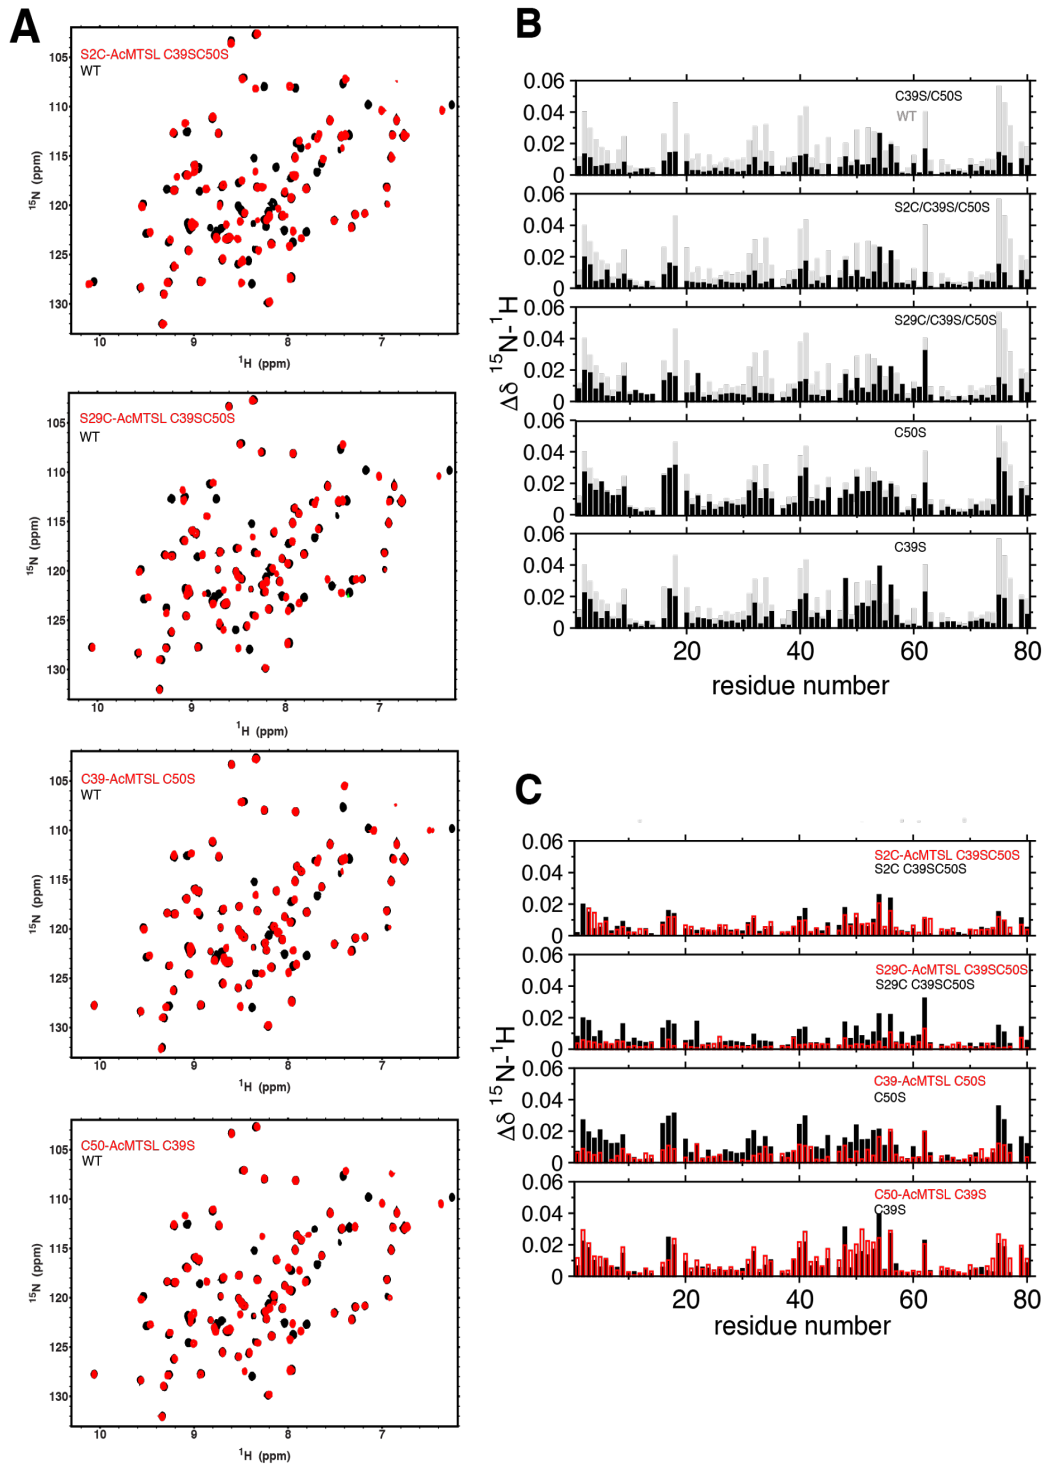 A
S2C-AcMTSL C39SC50S
WT
105
110
115
120
125
130
15N (ppm)
10
9
8
7
1H (ppm)
S29C-AcMTSL C39SC50S
WT
105
110
115
120
125
130
15N (ppm)
10
9
8
7
1H (ppm)
C39-AcMTSL C50S
WT
105
110
115
120
125
130
15N (ppm)
10
9
8
7
1H (ppm)
C50-AcMTSL C39S
WT
105
110
115
120
125
130
15N (ppm)
10
9
8
7
1H (ppm)
B
0.06
0.04
0.02
0
C39S/C50S
WT
0.06
0.04
0.02
0
S2C/C39S/C50S
0.06
0.04
0.02
0
S29C/C39S/C50S
0.06
0.04
0.02
0
C50S
0.06
0.04
0.02
0
C39S
Δδ 15N-1H
20
40
60
80
residue number
C
0.06
0.04
0.02
0
S2C-AcMTSL C39SC50S
S2C C39SC50S
0.06
0.04
0.02
0
S29C-AcMTSL C39SC50S
S29C C39SC50S
0.06
0.04
0.02
0
C39-AcMTSL C50S
C50S
0.06
0.04
0.02
0
C50-AcMTSL C39S
C39S
Δδ 15N-1H
20
40
60
80
residue number